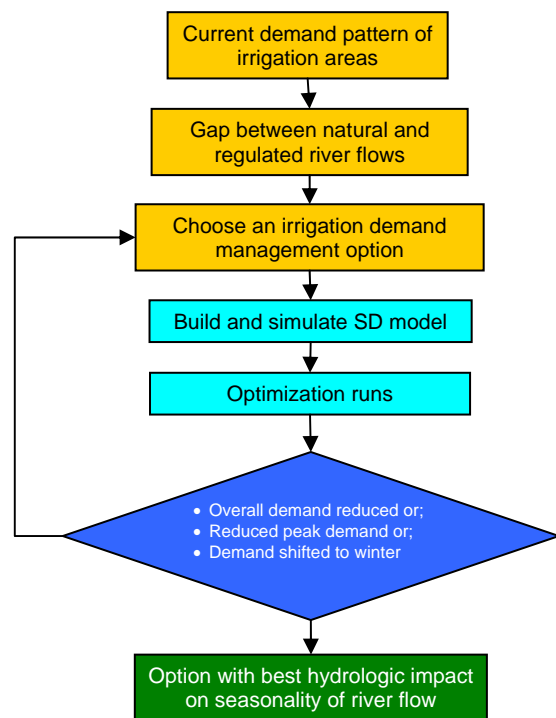 Current demand pattern of
irrigation areas
Gap between natural and
regulated river flows
Choose an irrigation demand
management option
Build and simulate SD model
Optimization runs
• Overall demand reduced or;
• Reduced peak demand or;
• Demand shifted to winter
Option with best hydrologic impact
on seasonality of river flow